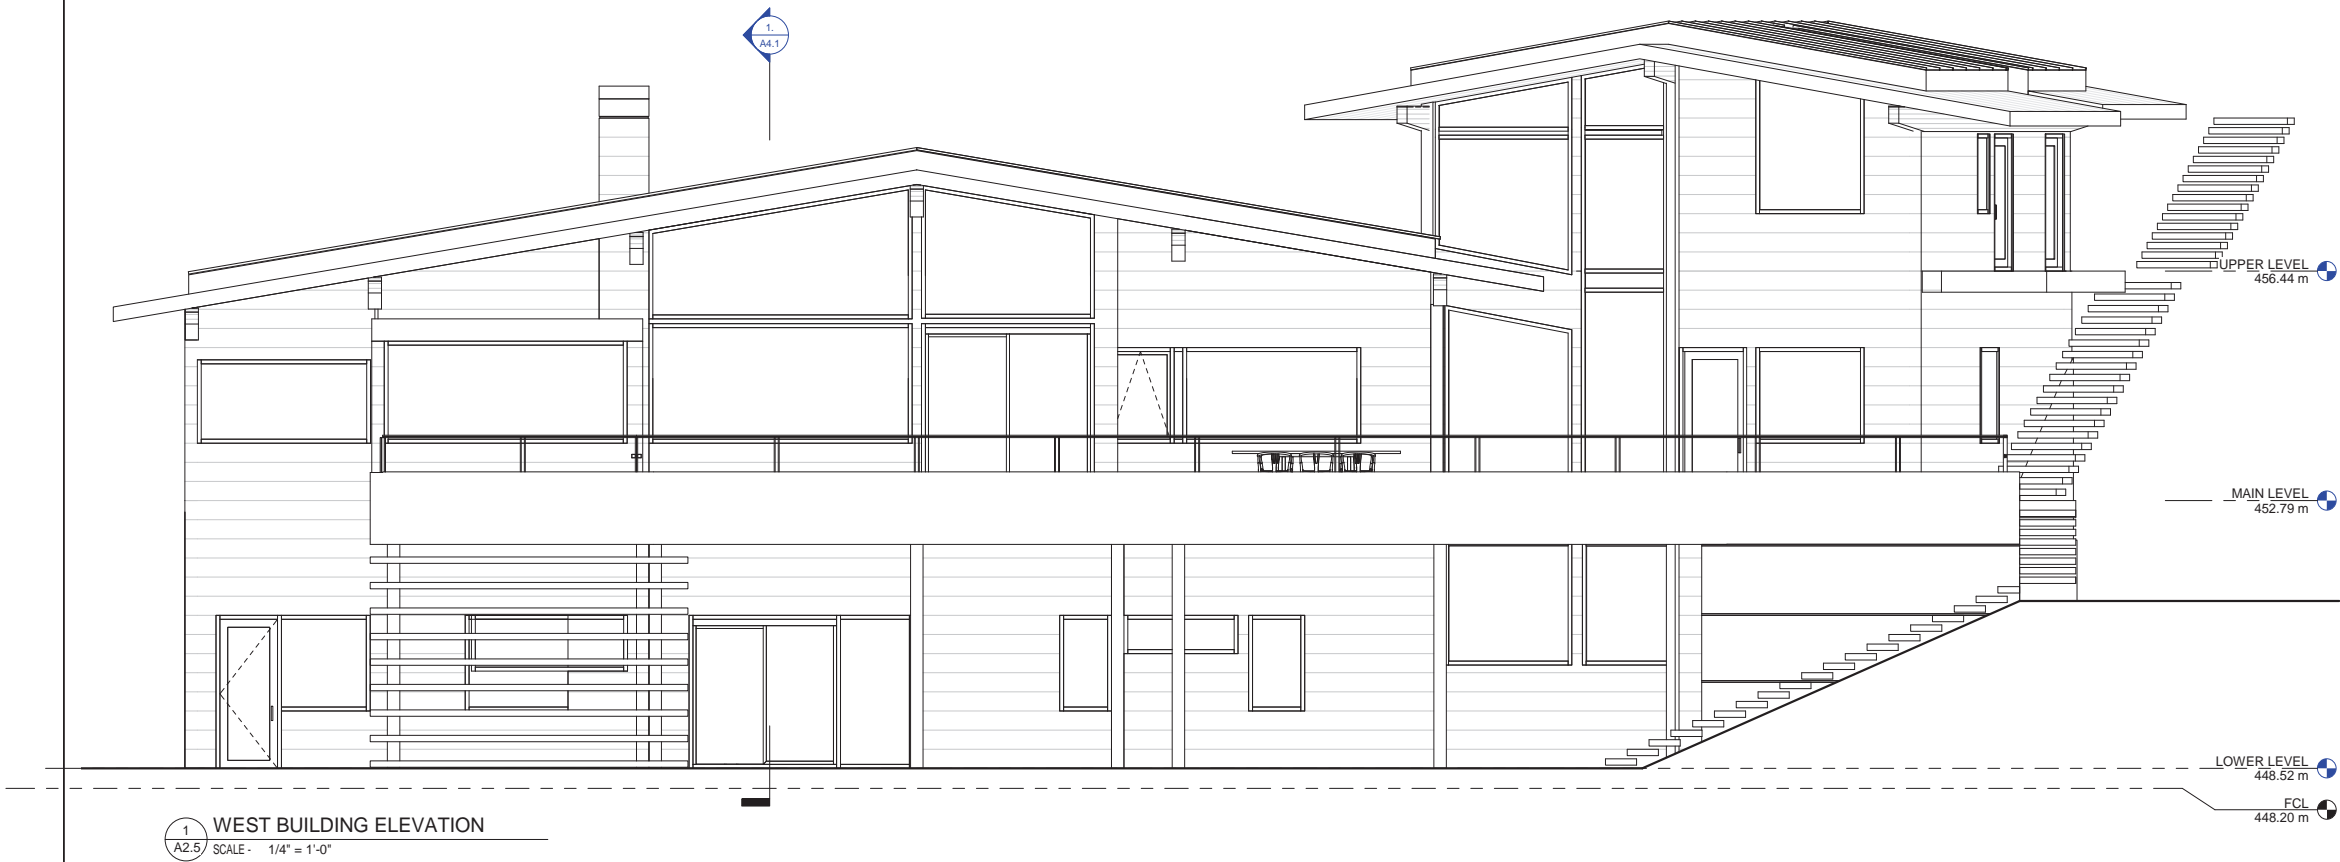 1.
A4.1
UPPER LEVEL
456.44 m
MAIN LEVEL
452.79 m
LOWER LEVEL
448.52 m
FCL
448.20 m
1
A2.5
WEST BUILDING ELEVATION
SCALE - 1/4" = 1'-0"